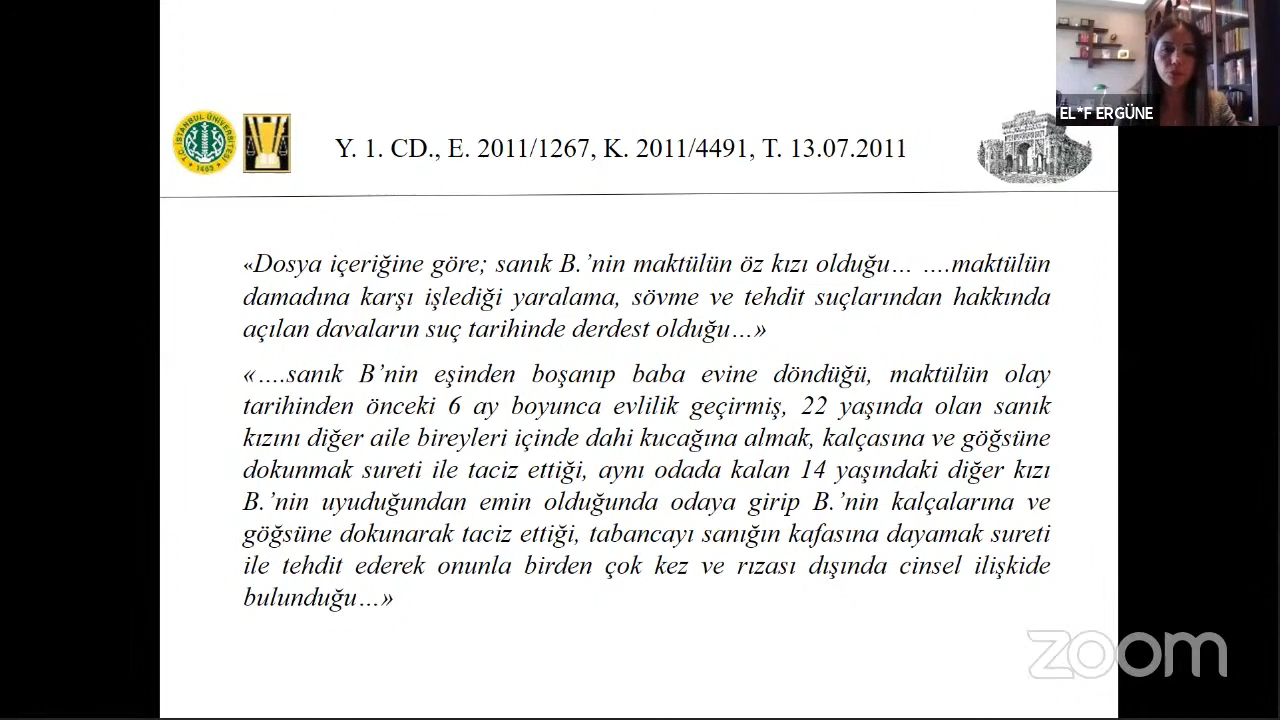 EL*F ERGÜNE
T.C. İSTANBUL ÜNİVERSİTESİ
1453
Y. 1. CD., E. 2011/1267, K. 2011/4491, T. 13.07.2011
«Dosya içeriğine göre; sanık B.’nin maktülün öz kızı olduğu… ….maktülün
damadına karşı işlediği yaralama, sövme ve tehdit suçlarından hakkında
açılan davaların suç tarihinde derdest olduğu…»
«….sanık B’nin eşinden boşanıp baba evine döndüğü, maktülün olay
tarihinden önceki 6 ay boyunca evlilik geçirmiş, 22 yaşında olan sanık
kızını diğer aile bireyleri içinde dahi kucağına almak, kalçasına ve göğsüne
dokunmak sureti ile taciz ettiği, aynı odada kalan 14 yaşındaki diğer kızı
B.’nin uyuduğundan emin olduğunda odaya girip B.’nin kalçalarına ve
göğsüne dokunarak taciz ettiği, tabancayı sanığın kafasına dayamak sureti
ile tehdit ederek onunla birden çok kez ve rızası dışında cinsel ilişkide
bulunduğu…»
zoom